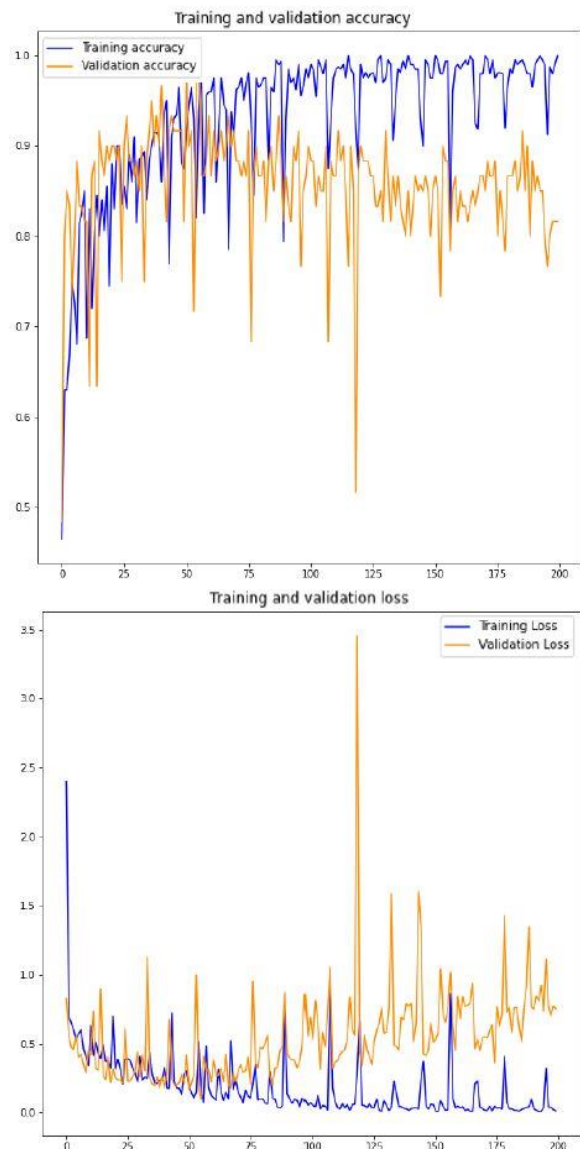 Training and validation accuracy
Training accuracy
Validation accuracy
1.0
0.9
0.8
0.7
0.6
0.5
0 25 50 75 100 125 150 175 200
Training and validation loss
Training Loss
Validation Loss
3.5
3.0
2.5
2.0
1.5
1.0
0.5
0.0
0 25 50 75 100 125 150 175 200